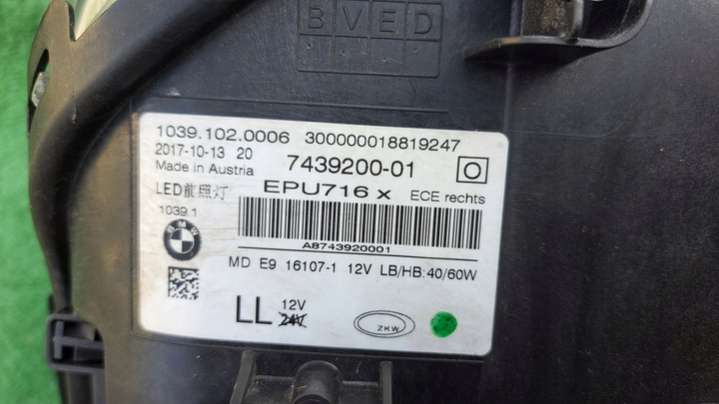 BVED
1039.102.0006 300000018819247
2017-10-13 20
Made in Austria
7439200-01
LED前照灯
EPU716 x ECE rechts
1039.1
BMW
A8743920001
MD E9 16107-1 12V LB/HB:40/60W
LL
12V
24V
ZKW